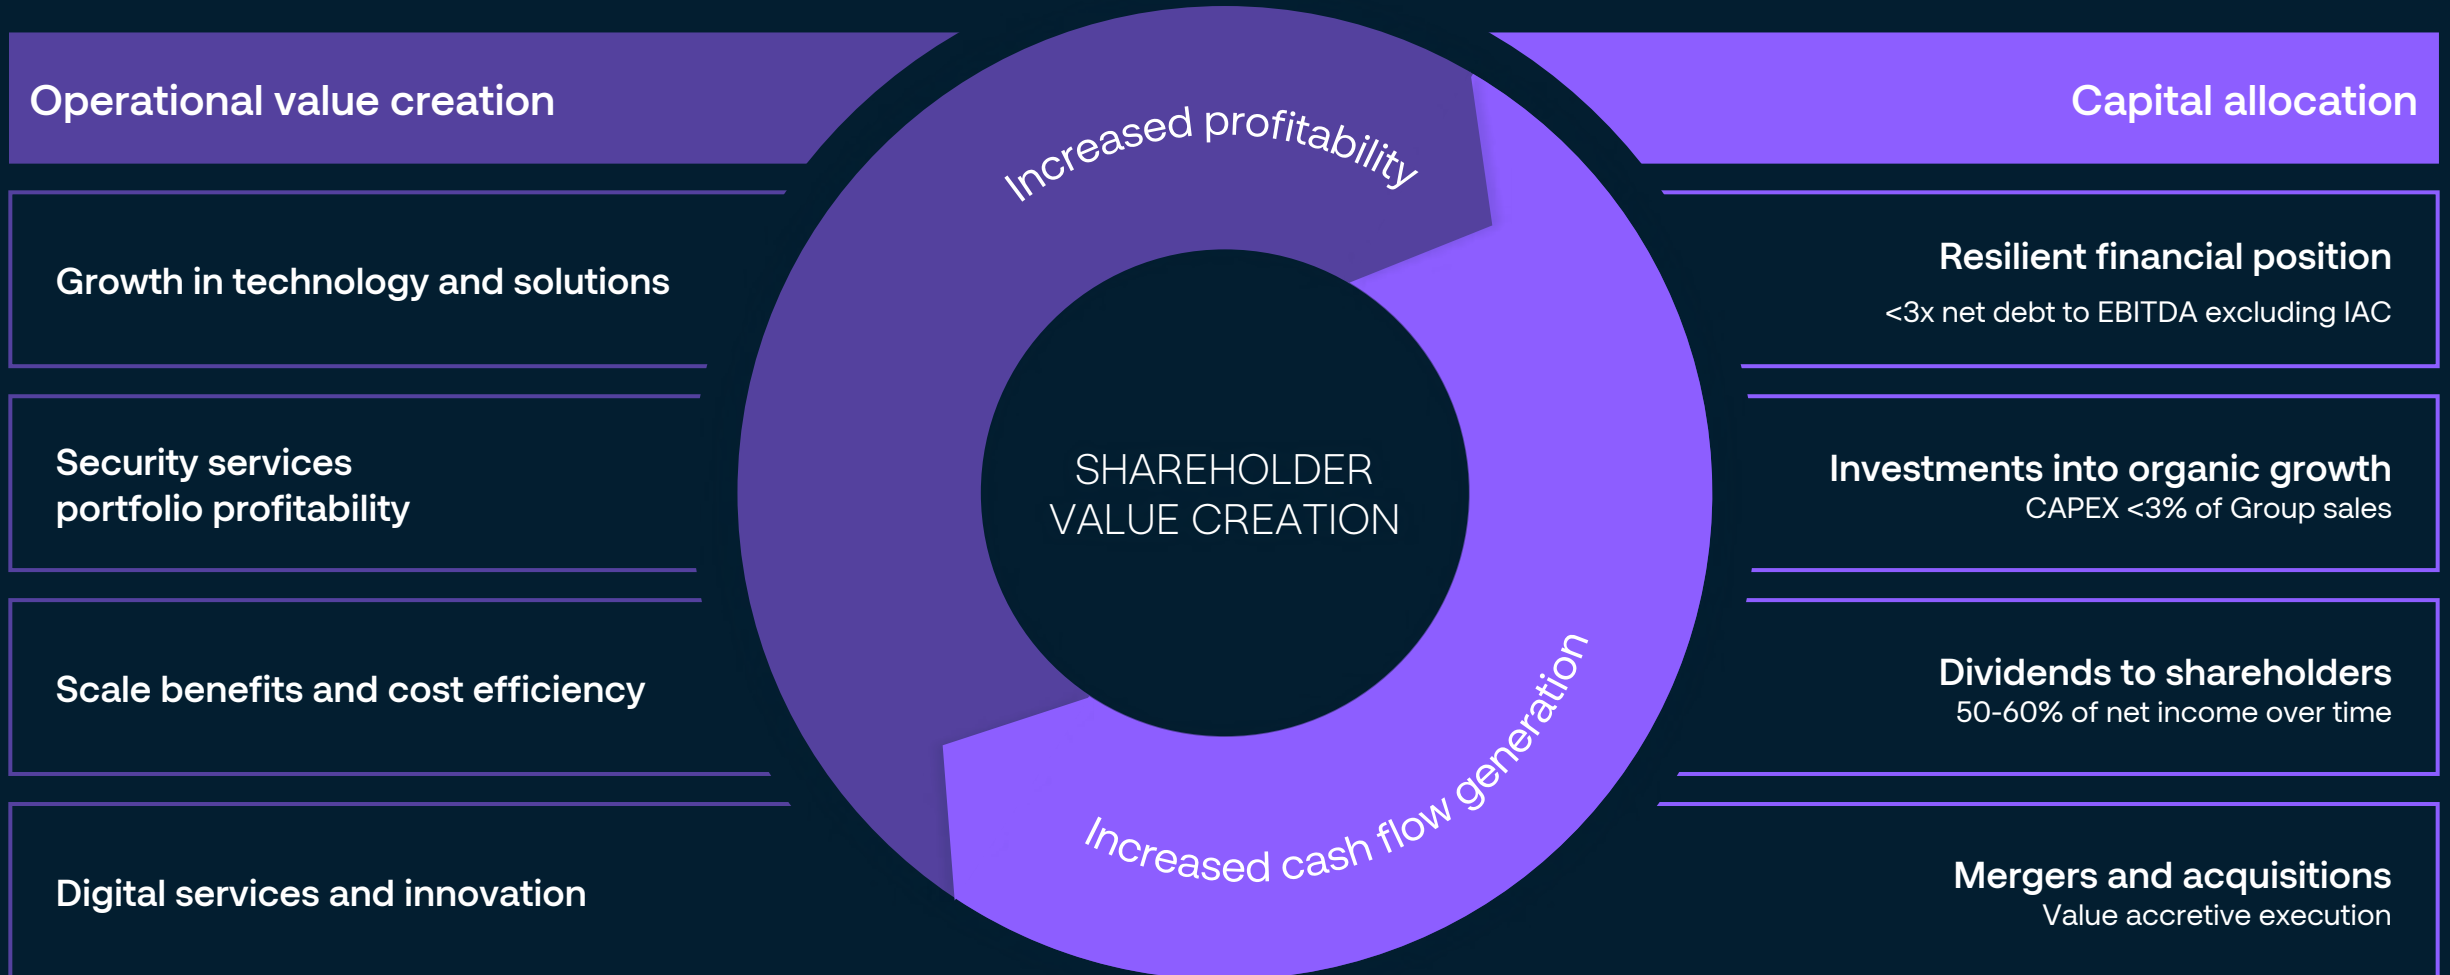 Operational value creation
Growth in technology and solutions
Security services
portfolio profitability
Scale benefits and cost efficiency
Digital services and innovation
Increased profitability
SHAREHOLDER
VALUE CREATION
Increased cash flow generation
Capital allocation
Resilient financial position
<3x net debt to EBITDA excluding IAC
Investments into organic growth
CAPEX <3% of Group sales
Dividends to shareholders
50-60% of net income over time
Mergers and acquisitions
Value accretive execution